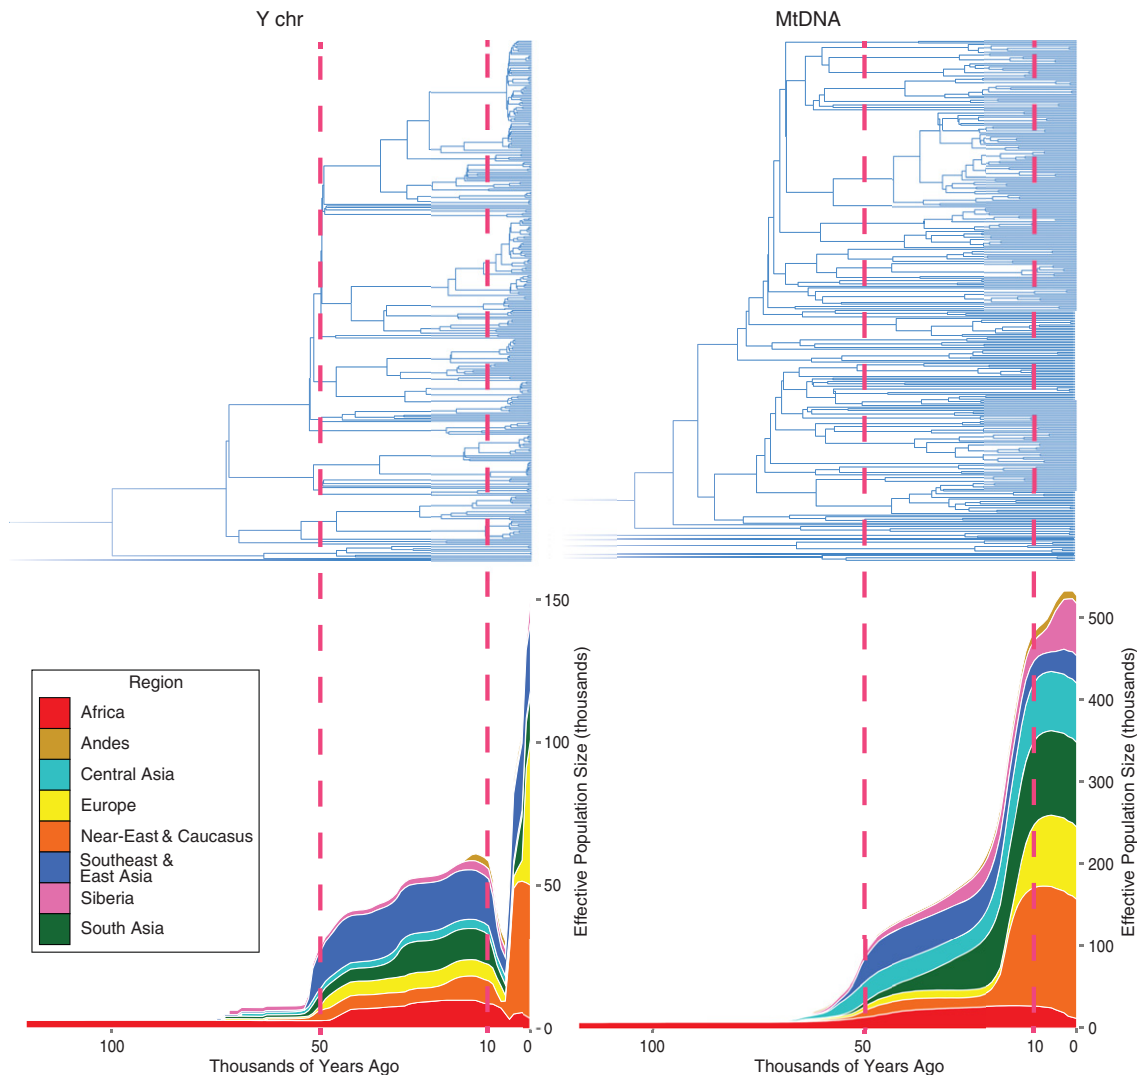 Y chr
MtDNA
150
100
50
0
Effective Population Size (thousands)
500
400
300
200
100
0
Effective Population Size (thousands)
Region
Africa
Andes
Central Asia
Europe
Near-East & Caucasus
Southeast &
East Asia
Siberia
South Asia
100
50
10
0
Thousands of Years Ago
100
50
10
0
Thousands of Years Ago